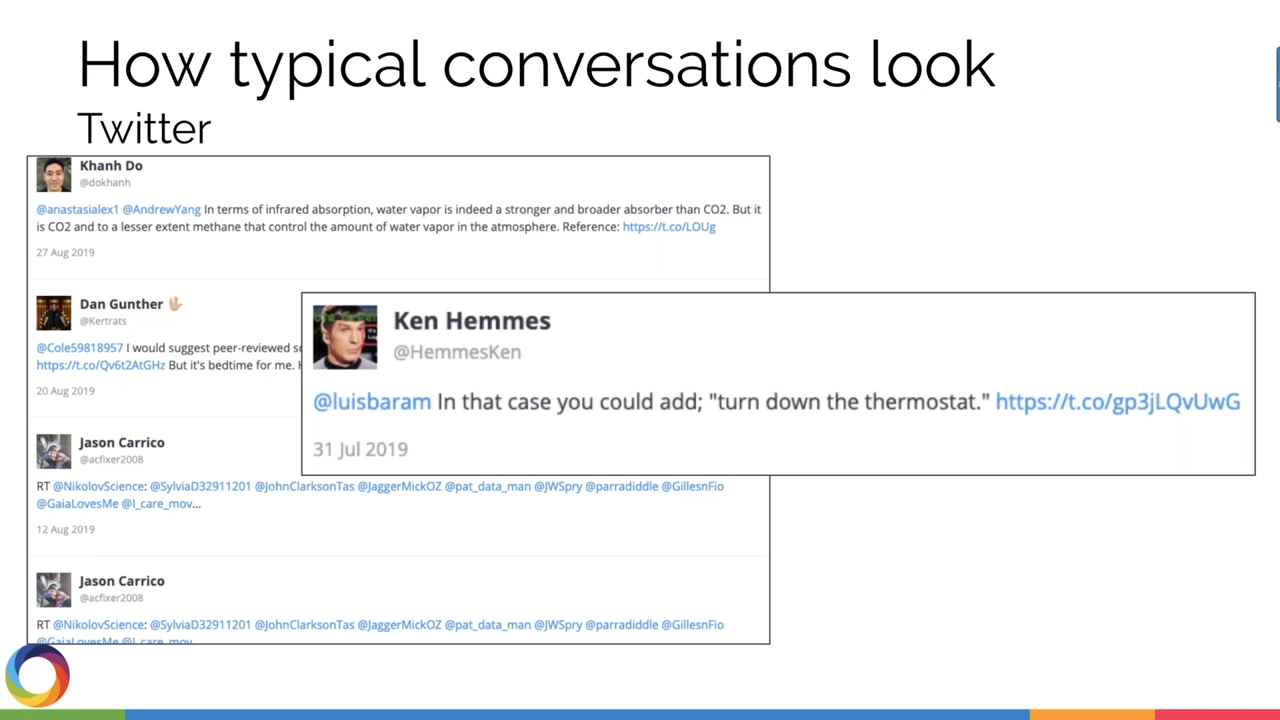 How typical conversations look
Twitter
Khanh Do
@dokhanh
@anastasialex1 @AndrewYang In terms of infrared absorption, water vapor is indeed a stronger and broader absorber than CO2. But it
is CO2 and to a lesser extent methane that control the amount of water vapor in the atmosphere. Reference: https://t.co/LOUg
27 Aug 2019
Dan Gunther 🖖🏼
@Kertrats
@Cole59818957 I would suggest peer-reviewed
https://t.co/Qv6t2AtGHz But it's bedtime for me.
20 Aug 2019
Ken Hemmes
@HemmesKen
@luisbaram In that case you could add; "turn down the thermostat." https://t.co/gp3jLQvUwG
31 Jul 2019
Jason Carrico
@acfixer2008
RT @NikolovScience: @SylviaD32911201 @JohnClarksonTas @JaggerMickOZ @pat_data_man @JWSpry @parradiddle @GillesnFio
@GaiaLovesMe @I_care_mov...
12 Aug 2019
Jason Carrico
@acfixer2008
RT @NikolovScience: @SylviaD32911201 @JohnClarksonTas @JaggerMickOZ @pat_data_man @JWSpry @parradiddle @GillesnFio
@GaiaLovesMe @I_care_mov